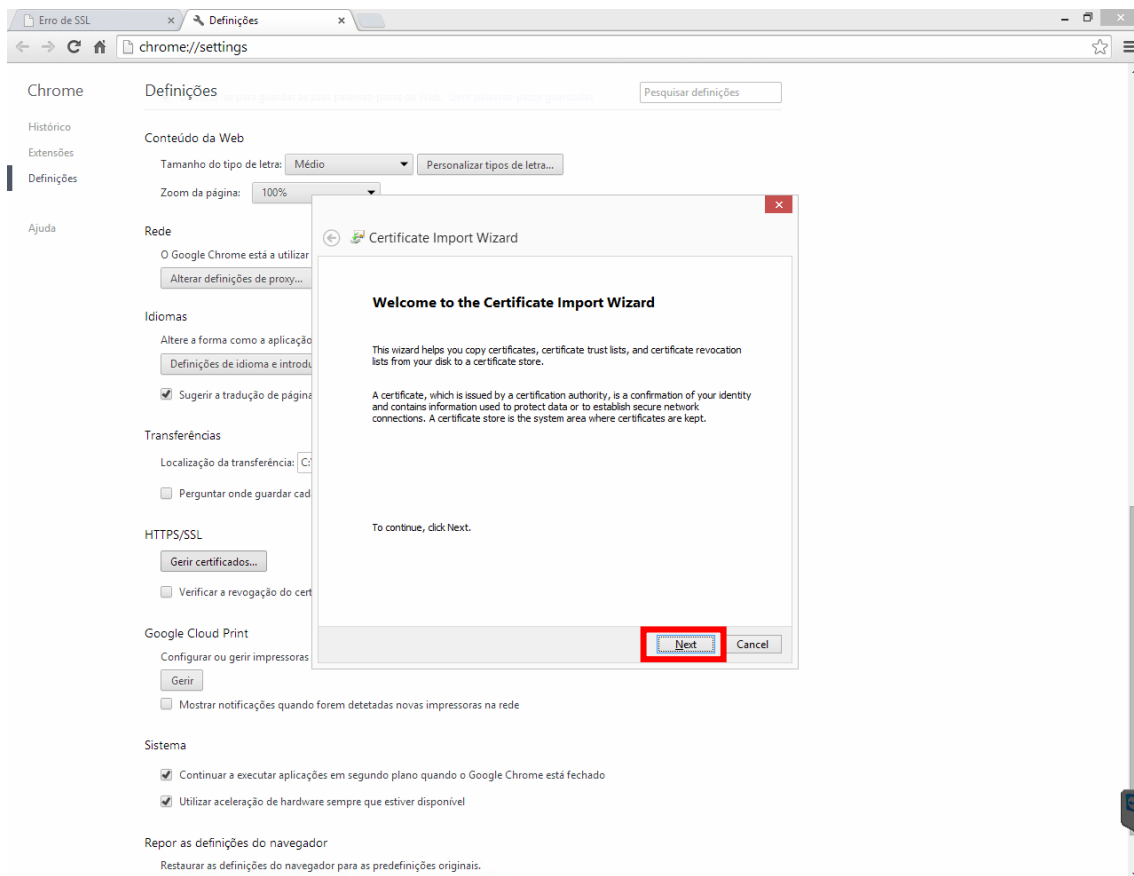 Erro de SSL
Definições
chrome://settings
Chrome
Definições
Pesquisar definições
Histórico
Extensões
Definições
Ajuda
Conteúdo da Web
Tamanho do tipo de letra: Médio Personalizar tipos de letra...
Zoom da página: 100%
Rede
O Google Chrome está a utilizar
Alterar definições de proxy...
Idiomas
Altere a forma como a aplicação
Definições de idioma e introdu
Sugerir a tradução de página
Transferências
Localização da transferência: C:
Perguntar onde guardar cad
HTTPS/SSL
Gerir certificados...
Verificar a revogação do cert
Google Cloud Print
Configurar ou gerir impressoras
Gerir
Mostrar notificações quando forem detetadas novas impressoras na rede
Sistema
Continuar a executar aplicações em segundo plano quando o Google Chrome está fechado
Utilizar aceleração de hardware sempre que estiver disponível
Repor as definições do navegador
Restaurar as definições do navegador para as predefinições originais.
Certificate Import Wizard
Welcome to the Certificate Import Wizard
This wizard helps you copy certificates, certificate trust lists, and certificate revocation
lists from your disk to a certificate store.
A certificate, which is issued by a certification authority, is a confirmation of your identity
and contains information used to protect data or to establish secure network
connections. A certificate store is the system area where certificates are kept.
To continue, click Next.
Next
Cancel